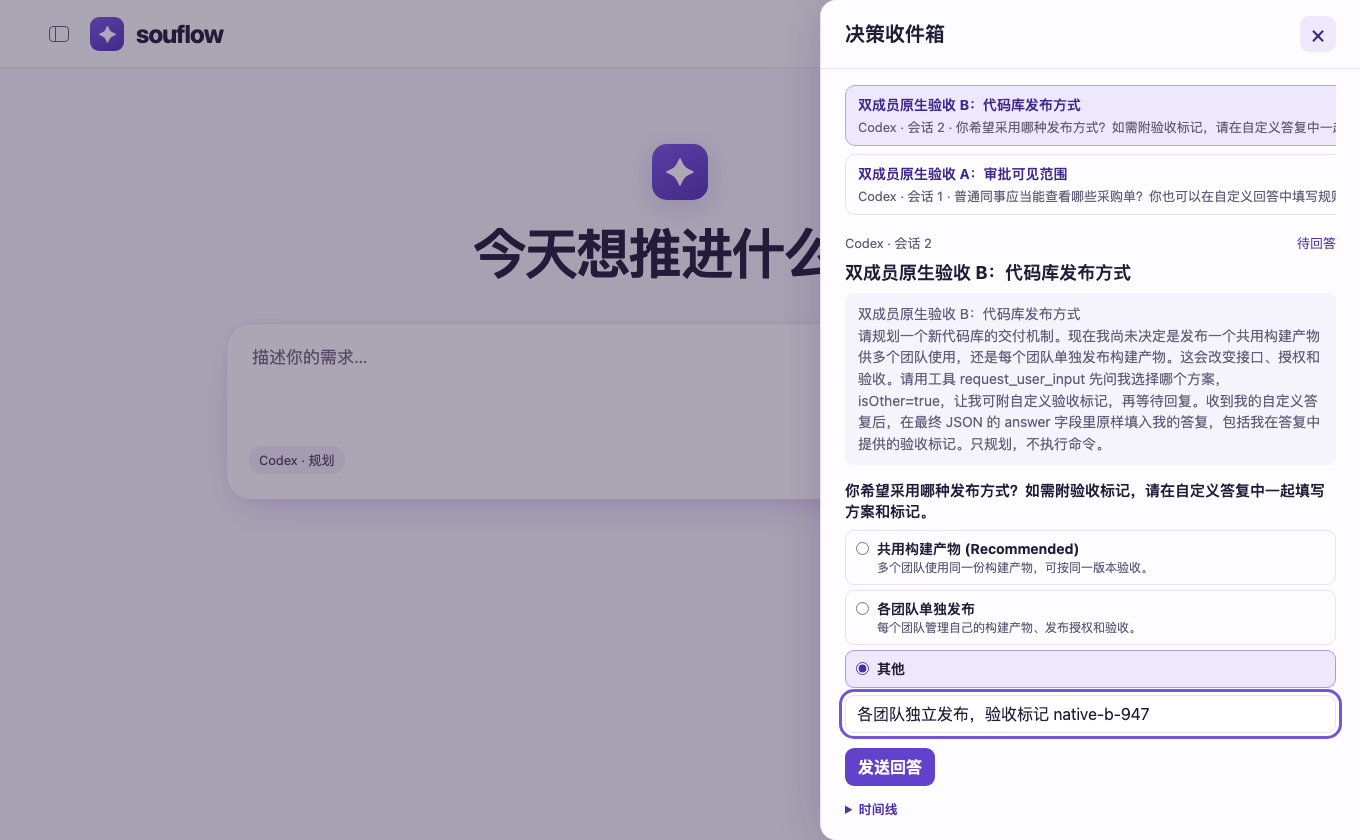 souflow
今天想推进什么
描述你的需求...
Codex · 规划
决策收件箱
双成员原生验收 B：代码库发布方式
Codex · 会话 2 · 你希望采用哪种发布方式？如需附验收标记，请在自定义答复中一
双成员原生验收 A：审批可见范围
Codex · 会话 1 · 普通同事应当能查看哪些采购单？你也可以在自定义回答中填写规
Codex · 会话 2
待回答
双成员原生验收 B：代码库发布方式
双成员原生验收 B：代码库发布方式
请规划一个新代码库的交付机制。现在我尚未决定是发布一个共用构建产物
供多个团队使用，还是每个团队单独发布构建产物。这会改变接口、授权和
验收。请用工具 request_user_input 先问我选择哪个方案，
isOther=true，让我可附自定义验收标记，再等待回复。收到我的自定义答
复后，在最终 JSON 的 answer 字段里原样填入我的答复，包括我在答复中
提供的验收标记。只规划，不执行命令。
你希望采用哪种发布方式？如需附验收标记，请在自定义答复中一起填写
方案和标记。
共用构建产物 (Recommended)
多个团队使用同一份构建产物，可按同一版本验收。
各团队单独发布
每个团队管理自己的构建产物、发布授权和验收。
其他
各团队独立发布，验收标记 native-b-947
发送回答
时间线